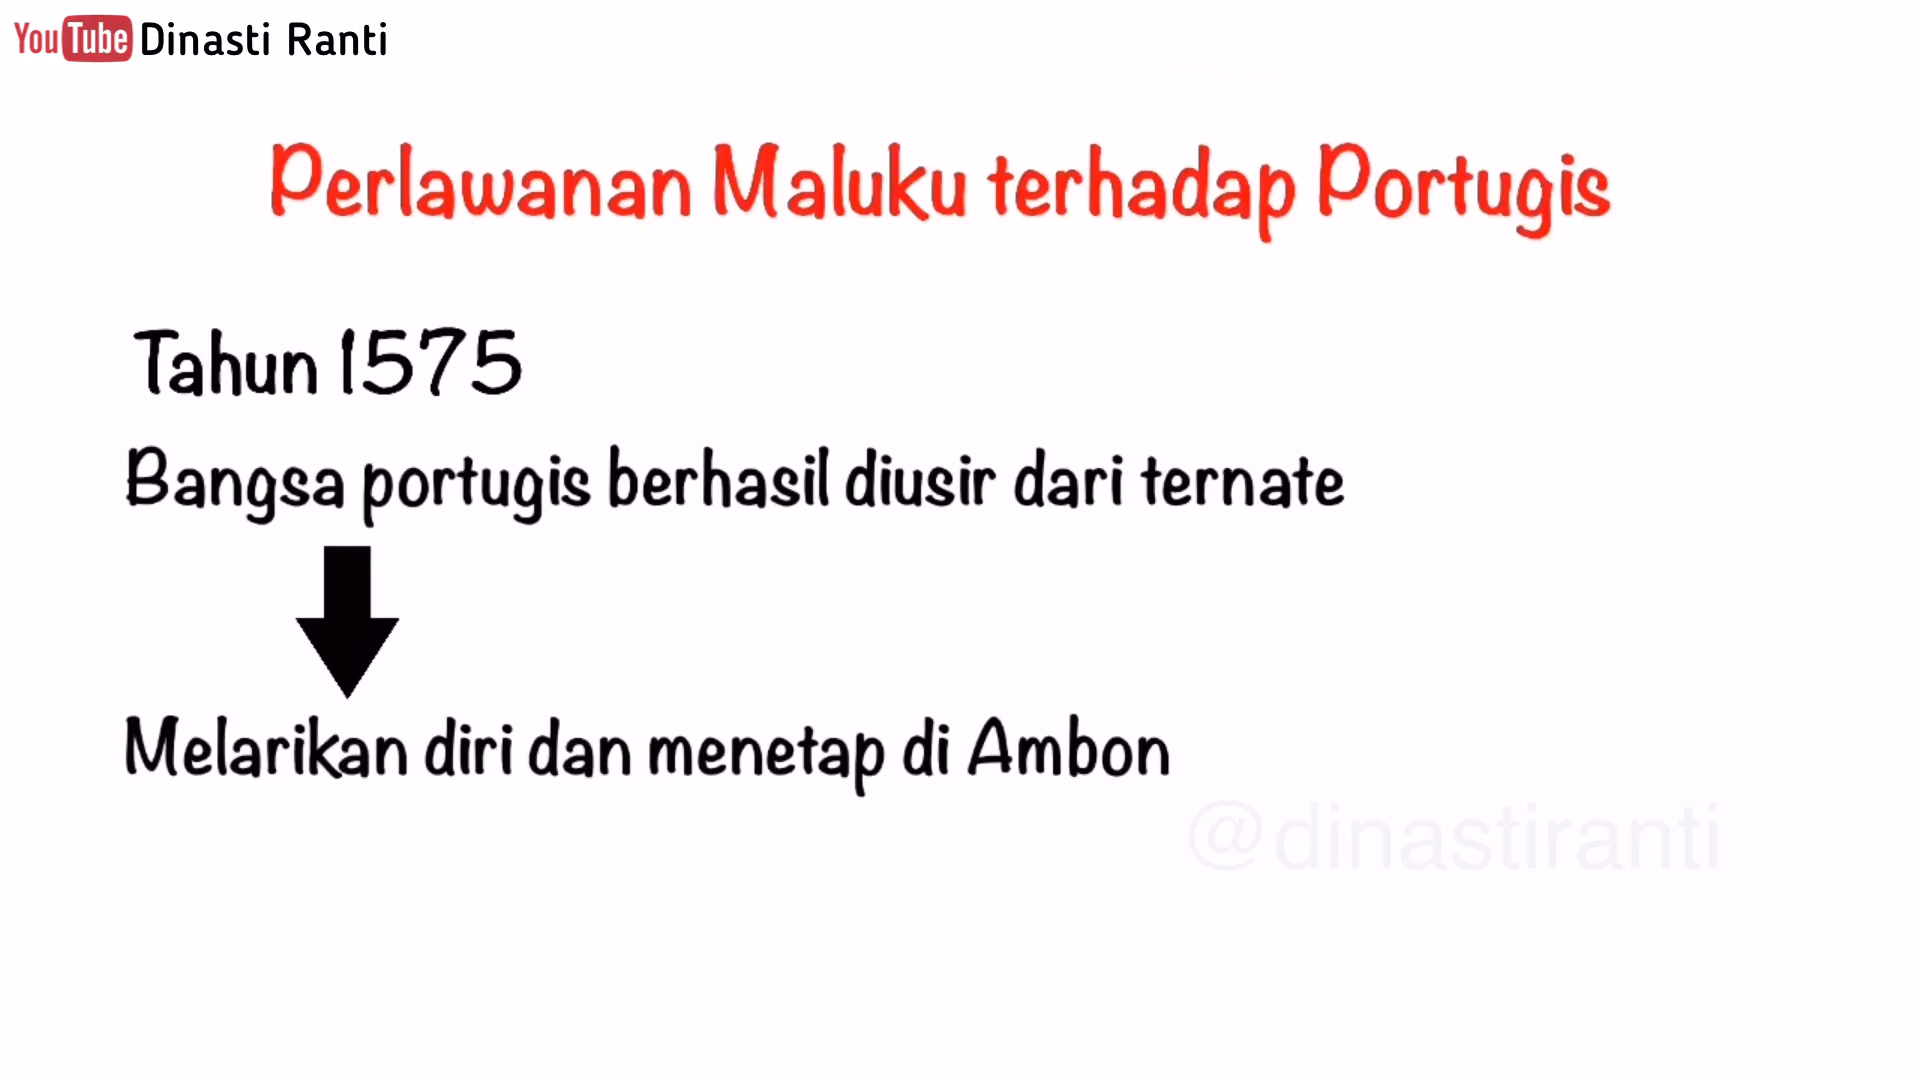 YouTube Dinasti Ranti
Perlawanan Maluku terhadap Portugis
Tahun 1575
Bangsa portugis berhasil diusir dari ternate
Melarikan diri dan menetap di Ambon
@dinastiranti